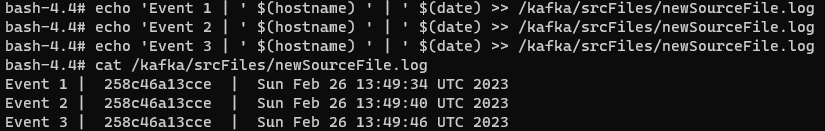 bash-4.4# echo 'Event 1 | ' $(hostname) ' | ' $(date) >> /kafka/srcFiles/newSourceFile.log
bash-4.4# echo 'Event 2 | ' $(hostname) ' | ' $(date) >> /kafka/srcFiles/newSourceFile.log
bash-4.4# echo 'Event 3 | ' $(hostname) ' | ' $(date) >> /kafka/srcFiles/newSourceFile.log
bash-4.4# cat /kafka/srcFiles/newSourceFile.log
Event 1 |  258c46a13cce  |  Sun Feb 26 13:49:34 UTC 2023
Event 2 |  258c46a13cce  |  Sun Feb 26 13:49:40 UTC 2023
Event 3 |  258c46a13cce  |  Sun Feb 26 13:49:46 UTC 2023